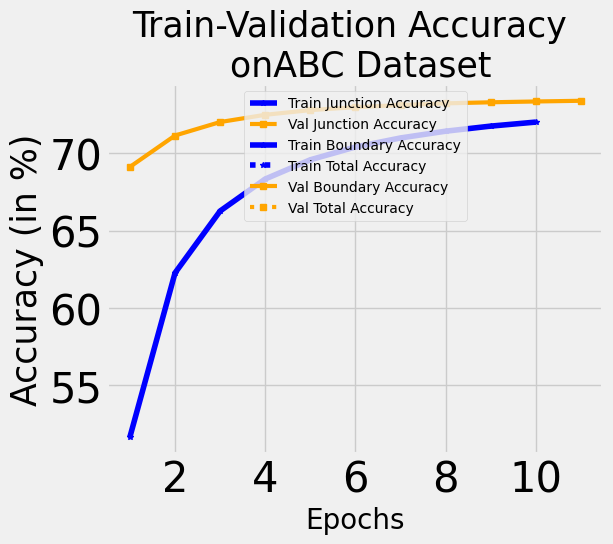 Train-Validation Accuracy
onABC Dataset
Train Junction Accuracy
Val Junction Accuracy
Train Boundary Accuracy
Train Total Accuracy
Val Boundary Accuracy
Val Total Accuracy
Accuracy (in %)
70
65
60
55
2 4 6 8 10
Epochs